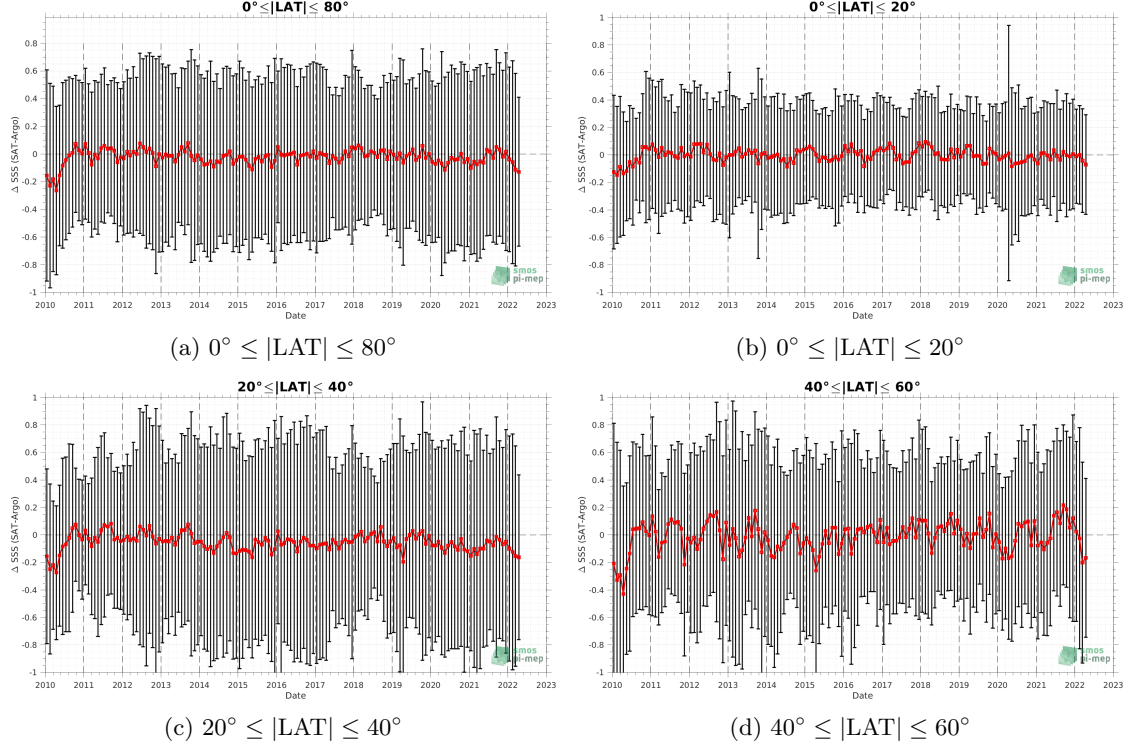 0°≤|LAT|≤ 80°
0.8
0.6
0.4
0.2
0
-0.2
-0.4
-0.6
-0.8
-1
Δ SSS (SAT-Argo)
2010 2011 2012 2013 2014 2015 2016 2017 2018 2019 2020 2021 2022 2023
Date
smos
pi-mep
(a) 0° ≤ |LAT| ≤ 80°
0°≤|LAT|≤ 20°
1
0.8
0.6
0.4
0.2
0
-0.2
-0.4
-0.6
-0.8
-1
Δ SSS (SAT-Argo)
2010 2011 2012 2013 2014 2015 2016 2017 2018 2019 2020 2021 2022 2023
Date
smos
pi-mep
(b) 0° ≤ |LAT| ≤ 20°
20°≤|LAT|≤ 40°
1
0.8
0.6
0.4
0.2
0
-0.2
-0.4
-0.6
-0.8
-1
Δ SSS (SAT-Argo)
2010 2011 2012 2013 2014 2015 2016 2017 2018 2019 2020 2021 2022 2023
Date
smos
pi-mep
(c) 20° ≤ |LAT| ≤ 40°
40°≤|LAT|≤ 60°
1
0.8
0.6
0.4
0.2
0
-0.2
-0.4
-0.6
-0.8
-1
Δ SSS (SAT-Argo)
2010 2011 2012 2013 2014 2015 2016 2017 2018 2019 2020 2021 2022 2023
Date
smos
pi-mep
(d) 40° ≤ |LAT| ≤ 60°